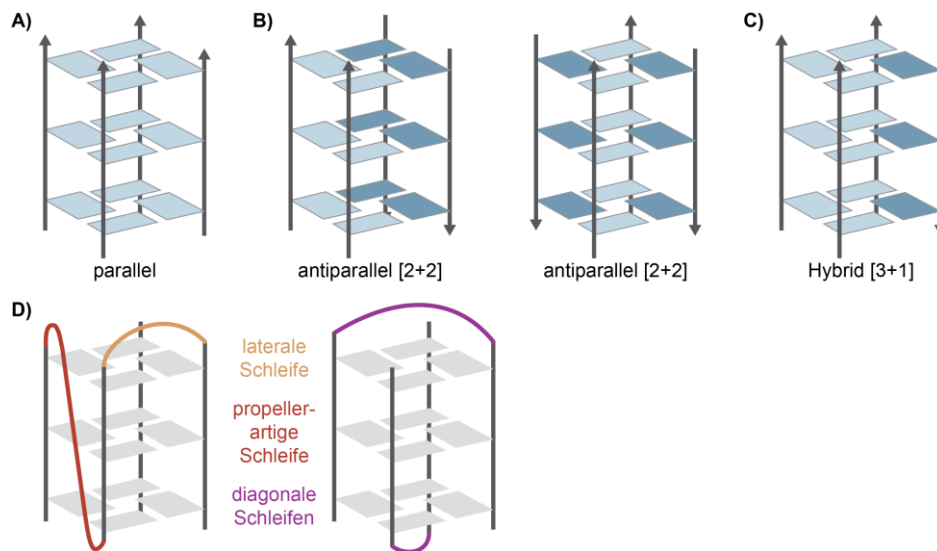 A)
B)
C)
parallel
antiparallel [2+2]
antiparallel [2+2]
Hybrid [3+1]
D)
laterale
Schleife
propeller-
artige
Schleife
diagonale
Schleifen